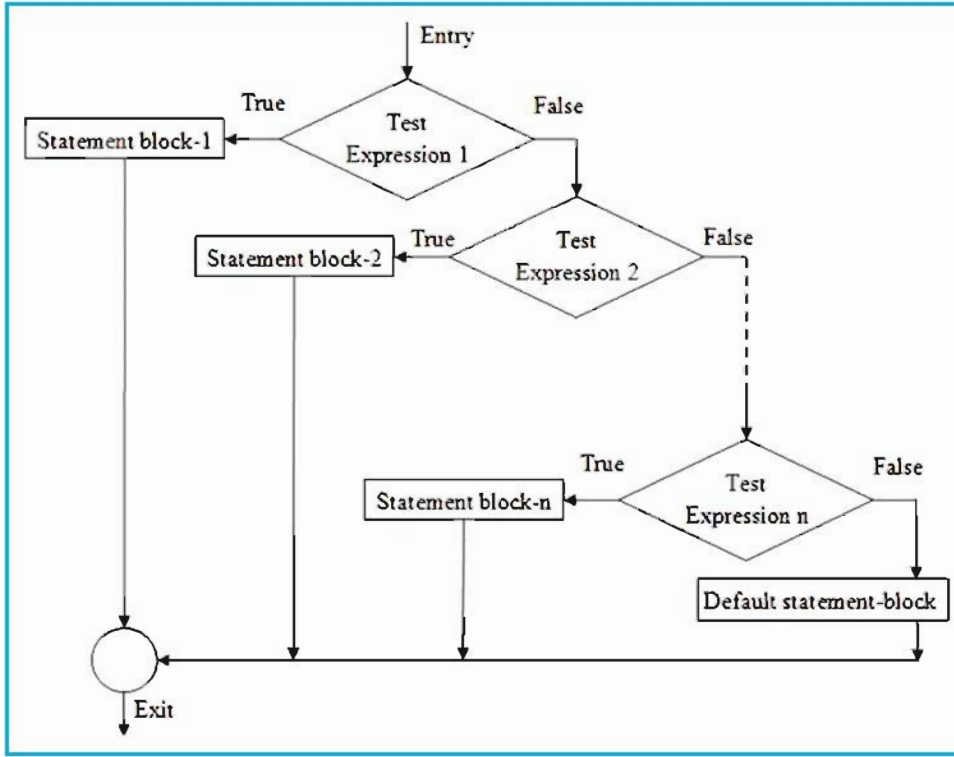 Entry
True
False
Statement block-1
Test
Expression 1
True
False
Statement block-2
Test
Expression 2
True
False
Statement block-n
Test
Expression n
Default statement-block
Exit